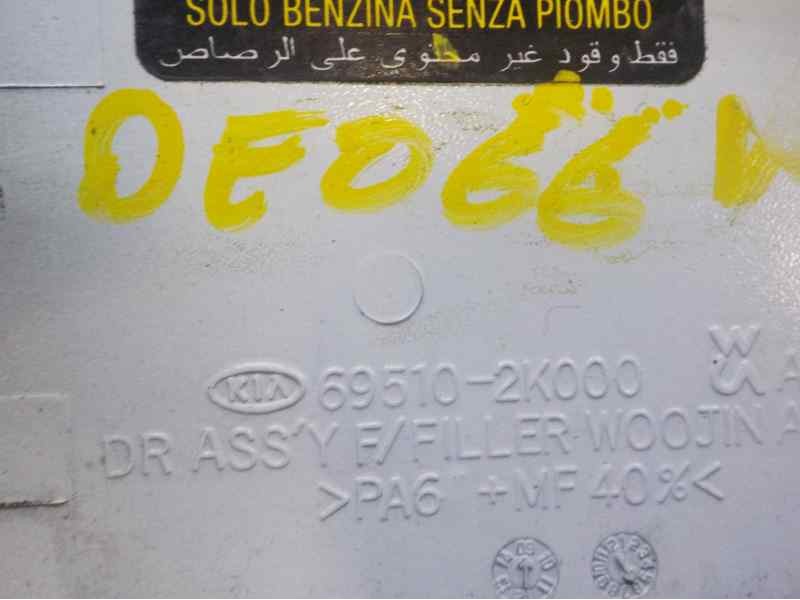 SOLO BENZINA SENZA PIOMBO
فقط وقود غير محتوي على الرصاص
DEO66
KIA 69510-2K000
DR ASS'Y F/FILLER WOOJIN A
>PA6 + MF 40%<